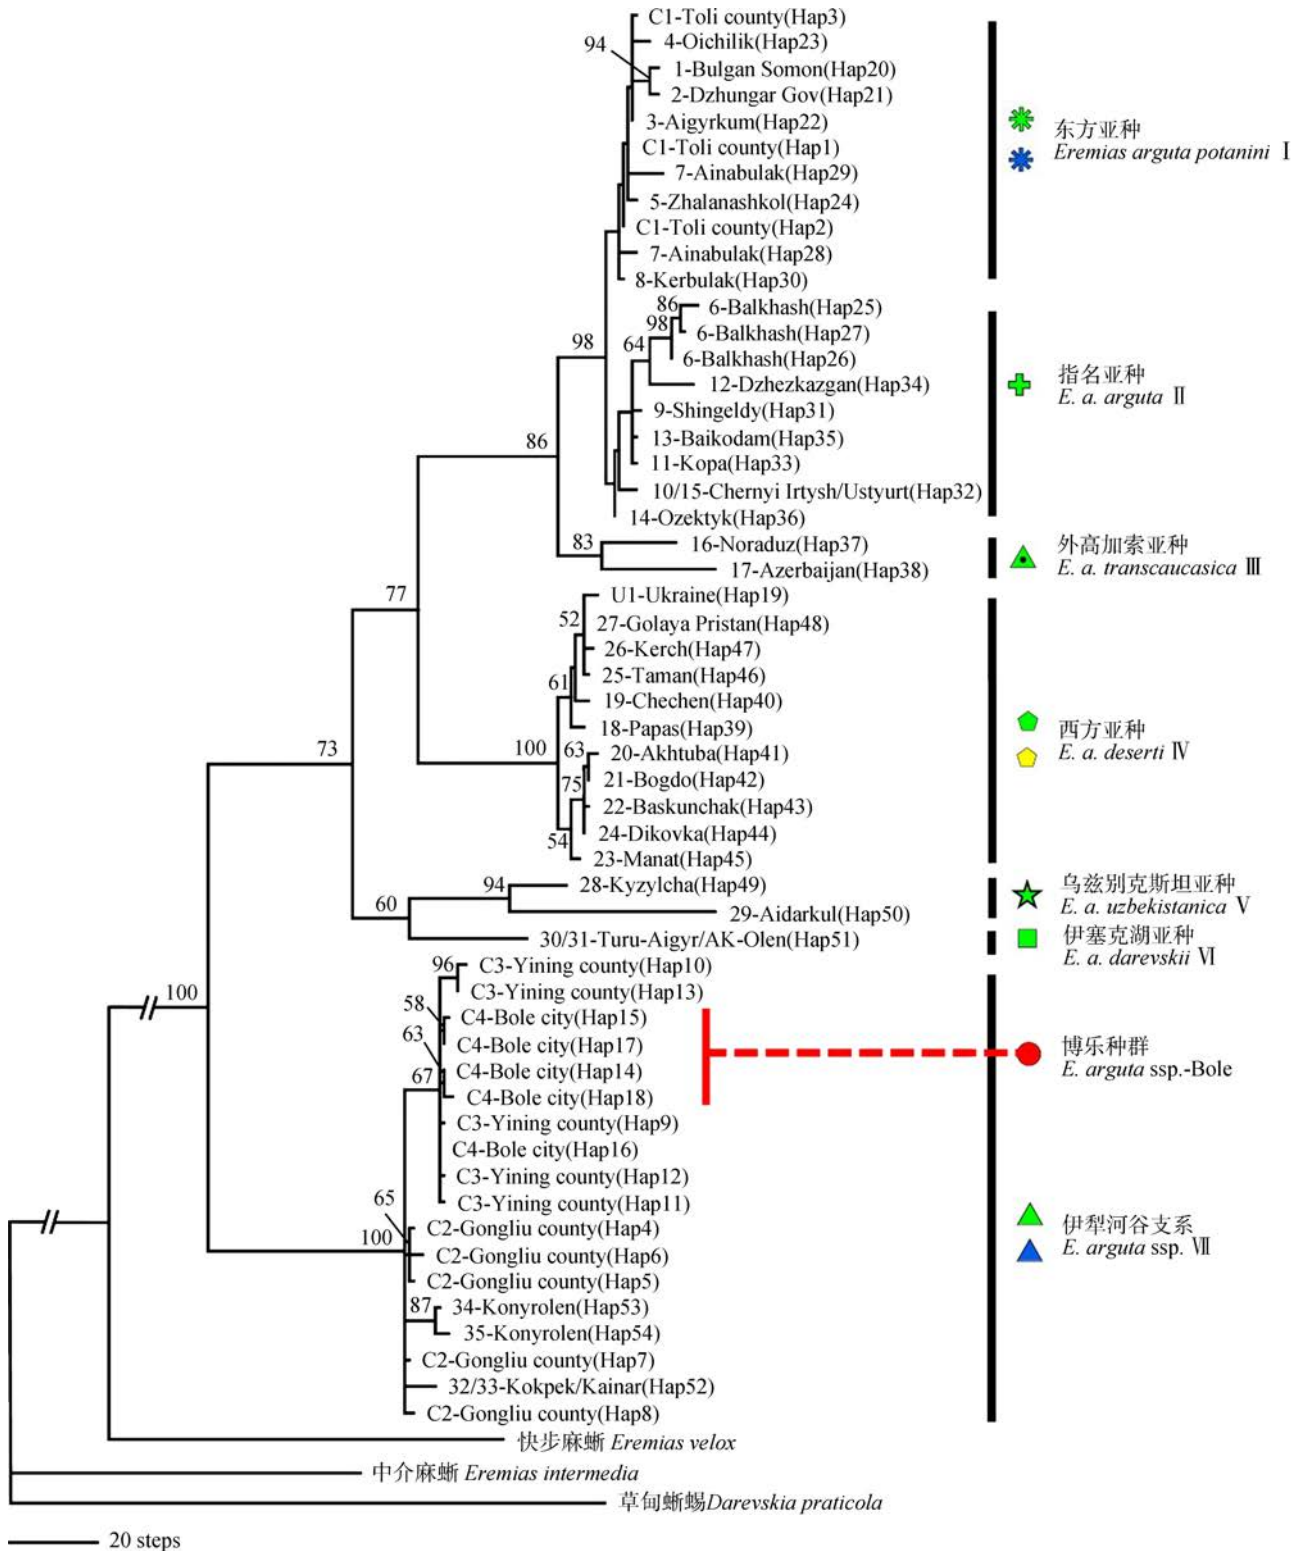 C1-Toli county(Hap3)
94
4-Oichilik(Hap23)
1-Bulgan Somon(Hap20)
2-Dzhungar Gov(Hap21)
3-Aigyrkum(Hap22)
C1-Toli county(Hap1)
7-Ainabulak(Hap29)
5-Zhalanashkol(Hap24)
C1-Toli county(Hap2)
7-Ainabulak(Hap28)
8-Kerbulak(Hap30)
东方亚种
Eremias arguta potanini Ⅰ
86
6-Balkhash(Hap25)
98
6-Balkhash(Hap27)
64
6-Balkhash(Hap26)
98
12-Dzhezkazgan(Hap34)
9-Shingeldy(Hap31)
13-Baikodam(Hap35)
11-Kopa(Hap33)
10/15-Chernyi Irtysh/Ustyurt(Hap32)
14-Ozektyk(Hap36)
指名亚种
E. a. arguta Ⅱ
86
83
16-Noraduz(Hap37)
17-Azerbaijan(Hap38)
外高加索亚种
E. a. transcaucasica Ⅲ
77
U1-Ukraine(Hap19)
52
27-Golaya Pristan(Hap48)
26-Kerch(Hap47)
25-Taman(Hap46)
61
19-Chechen(Hap40)
18-Papas(Hap39)
100
63
20-Akhtuba(Hap41)
21-Bogdo(Hap42)
75
22-Baskunchak(Hap43)
24-Dikovka(Hap44)
54
23-Manat(Hap45)
西方亚种
E. a. deserti Ⅳ
73
94
28-Kyzylcha(Hap49)
60
29-Aidarkul(Hap50)
乌兹别克斯坦亚种
E. a. uzbekistanica Ⅴ
30/31-Turu-Aigyr/AK-Olen(Hap51)
伊塞克湖亚种
E. a. darevskii Ⅵ
100
96
C3-Yining county(Hap10)
C3-Yining county(Hap13)
58
C4-Bole city(Hap15)
63
C4-Bole city(Hap17)
67
C4-Bole city(Hap14)
C4-Bole city(Hap18)
博乐种群
E. arguta ssp.-Bole
C3-Yining county(Hap9)
C4-Bole city(Hap16)
C3-Yining county(Hap12)
C3-Yining county(Hap11)
65
C2-Gongliu county(Hap4)
100
C2-Gongliu county(Hap6)
C2-Gongliu county(Hap5)
伊犁河谷支系
E. arguta ssp. Ⅶ
87
34-Konyrolen(Hap53)
35-Konyrolen(Hap54)
C2-Gongliu county(Hap7)
32/33-Kokpek/Kainar(Hap52)
C2-Gongliu county(Hap8)
快步麻蜥 Eremias velox
中介麻蜥 Eremias intermedia
草甸蜥蜴Darevskia praticola
20 steps